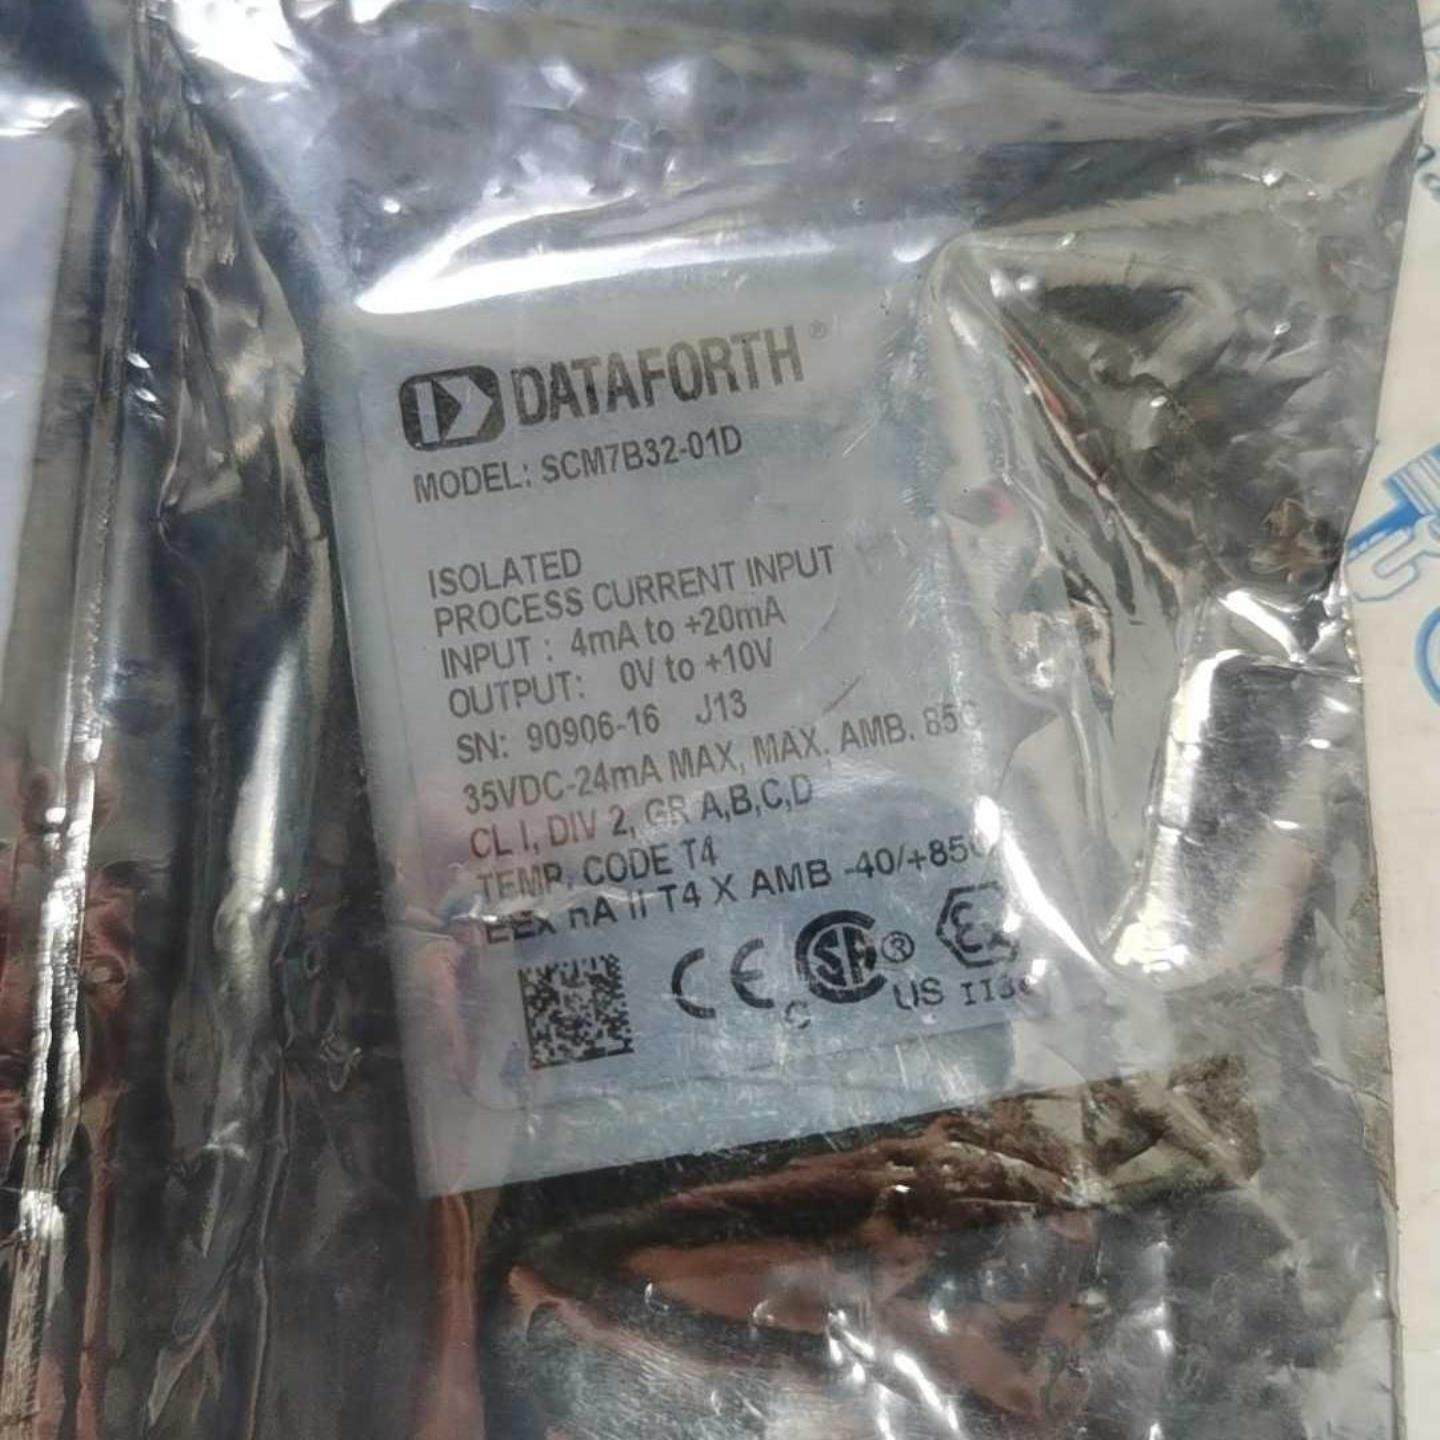 DATAFORTH®
MODEL: SCM7B32-01D
ISOLATED
PROCESS CURRENT INPUT
INPUT : 4mA to +20mA
OUTPUT: 0V to +10V
SN: 90906-16 J13
35VDC-24mA MAX, MAX. AMB. 85C
CL I, DIV 2, GR A,B,C,D
TEMP. CODE T4
EEx nA II T4 X AMB -40/+85C
CE C SA ® US Ex